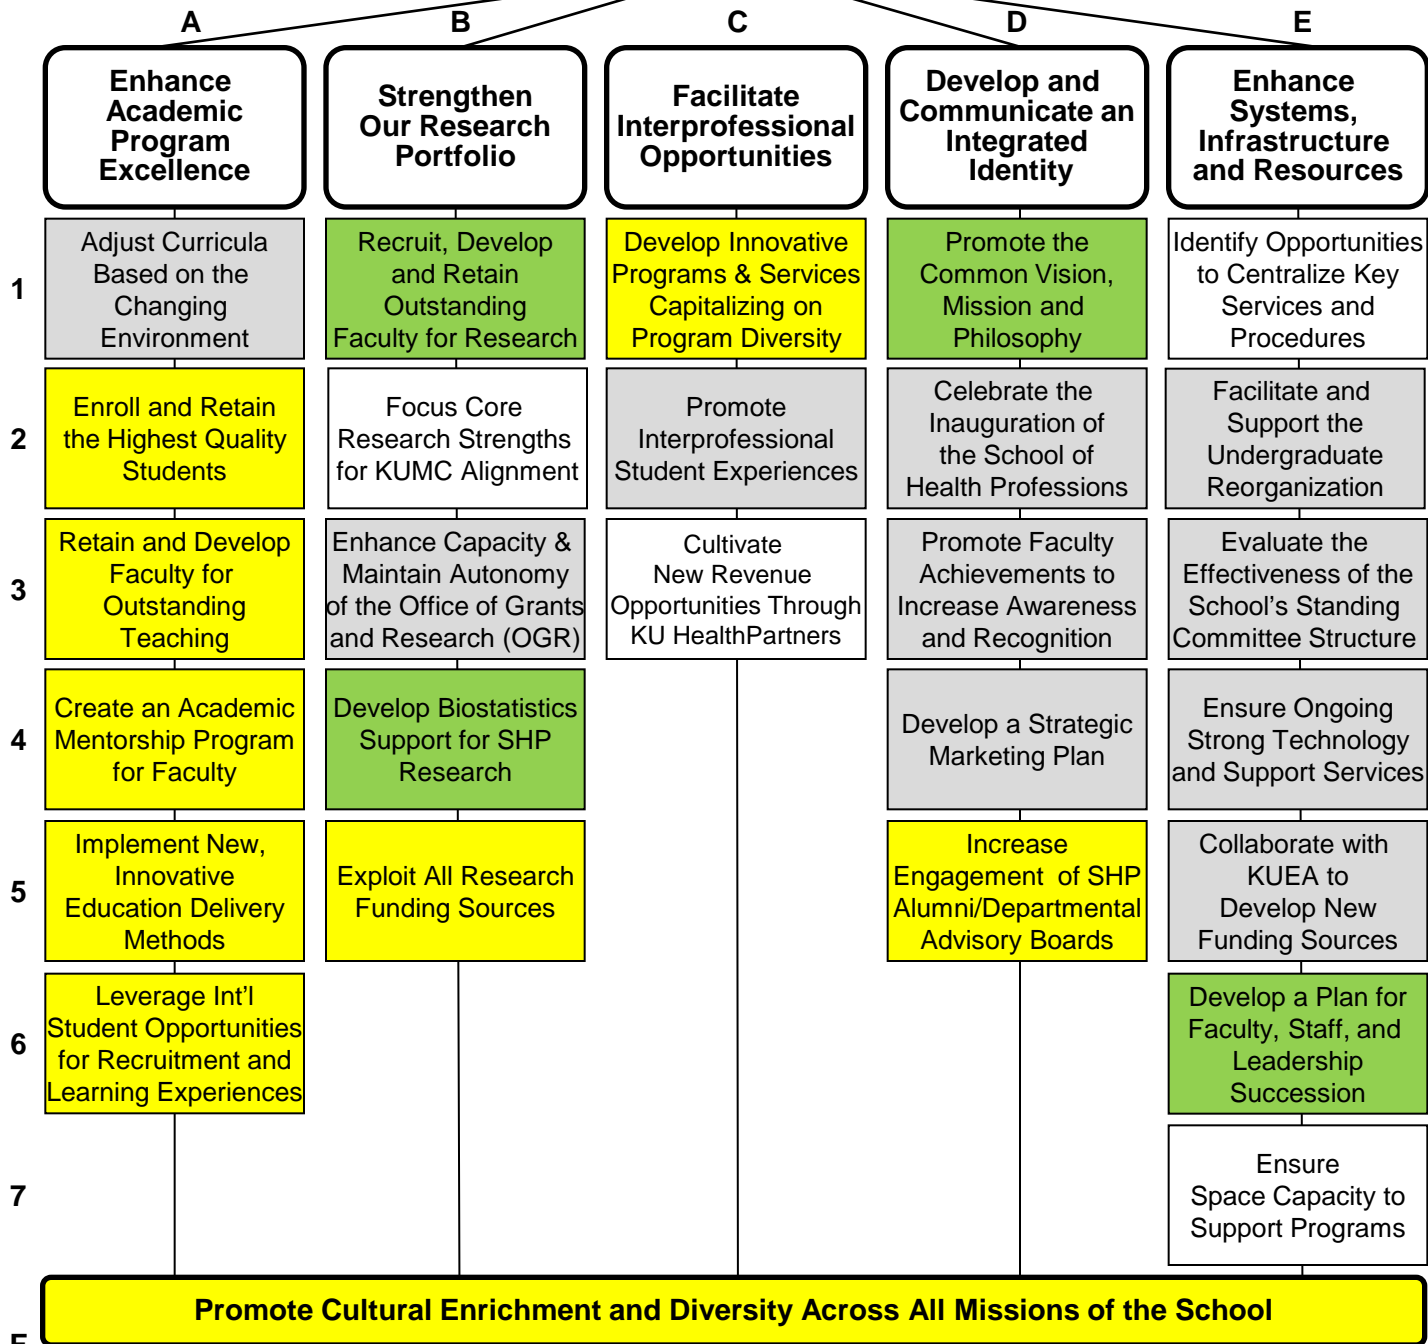 A
B
C
D
E
Enhance
Academic
Program
Excellence
Strengthen
Our Research
Portfolio
Facilitate
Interprofessional
Opportunities
Develop and
Communicate an
Integrated
Identity
Enhance
Systems,
Infrastructure
and Resources
1
Adjust Curricula
Based on the
Changing
Environment
Recruit, Develop
and Retain
Outstanding
Faculty for Research
Develop Innovative
Programs & Services
Capitalizing on
Program Diversity
Promote the
Common Vision,
Mission and
Philosophy
Identify Opportunities
to Centralize Key
Services and
Procedures
2
Enroll and Retain
the Highest Quality
Students
Focus Core
Research Strengths
for KUMC Alignment
Promote
Interprofessional
Student Experiences
Celebrate the
Inauguration of
the School of
Health Professions
Facilitate and
Support the
Undergraduate
Reorganization
3
Retain and Develop
Faculty for
Outstanding
Teaching
Enhance Capacity &
Maintain Autonomy
of the Office of Grants
and Research (OGR)
Cultivate
New Revenue
Opportunities Through
KU HealthPartners
Promote Faculty
Achievements to
Increase Awareness
and Recognition
Evaluate the
Effectiveness of the
School’s Standing
Committee Structure
4
Create an Academic
Mentorship Program
for Faculty
Develop Biostatistics
Support for SHP
Research
Develop a Strategic
Marketing Plan
Ensure Ongoing
Strong Technology
and Support Services
5
Implement New,
Innovative
Education Delivery
Methods
Exploit All Research
Funding Sources
Increase
Engagement of SHP
Alumni/Departmental
Advisory Boards
Collaborate with
KUEA to
Develop New
Funding Sources
6
Leverage Int’l
Student Opportunities
for Recruitment and
Learning Experiences
Develop a Plan for
Faculty, Staff, and
Leadership
Succession
7
Ensure
Space Capacity to
Support Programs
Promote Cultural Enrichment and Diversity Across All Missions of the School